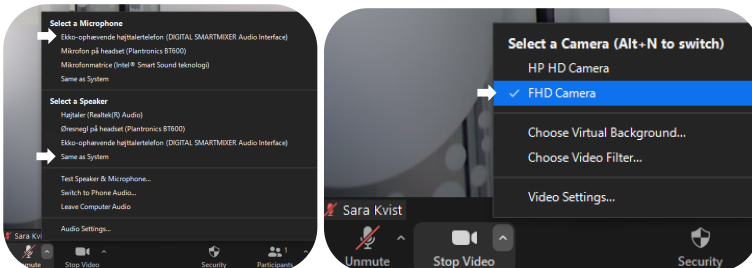 Select a Microphone
Ekko-ophævende højttalertelefon (DIGITAL SMARTMIXER Audio Interface)
Mikrofon på headset (Plantronics BT600)
Mikrofonmatrice (Intel® Smart Sound teknologi)
Same as System
Select a Speaker
Højtaler (Realtek(R) Audio)
Øresnegl på headset (Plantronics BT600)
Ekko-ophævende højttalertelefon (DIGITAL SMARTMIXER Audio Interface)
Same as System
Test Speaker & Microphone...
Switch to Phone Audio...
Leave Computer Audio
Audio Settings...
Sara Kvi
mute
Stop Video
Security
Participants
1
Select a Camera (Alt+N to switch)
HP HD Camera
FHD Camera
Choose Virtual Background...
Choose Video Filter...
Video Settings...
Sara Kvist
Unmute
Stop Video
Security